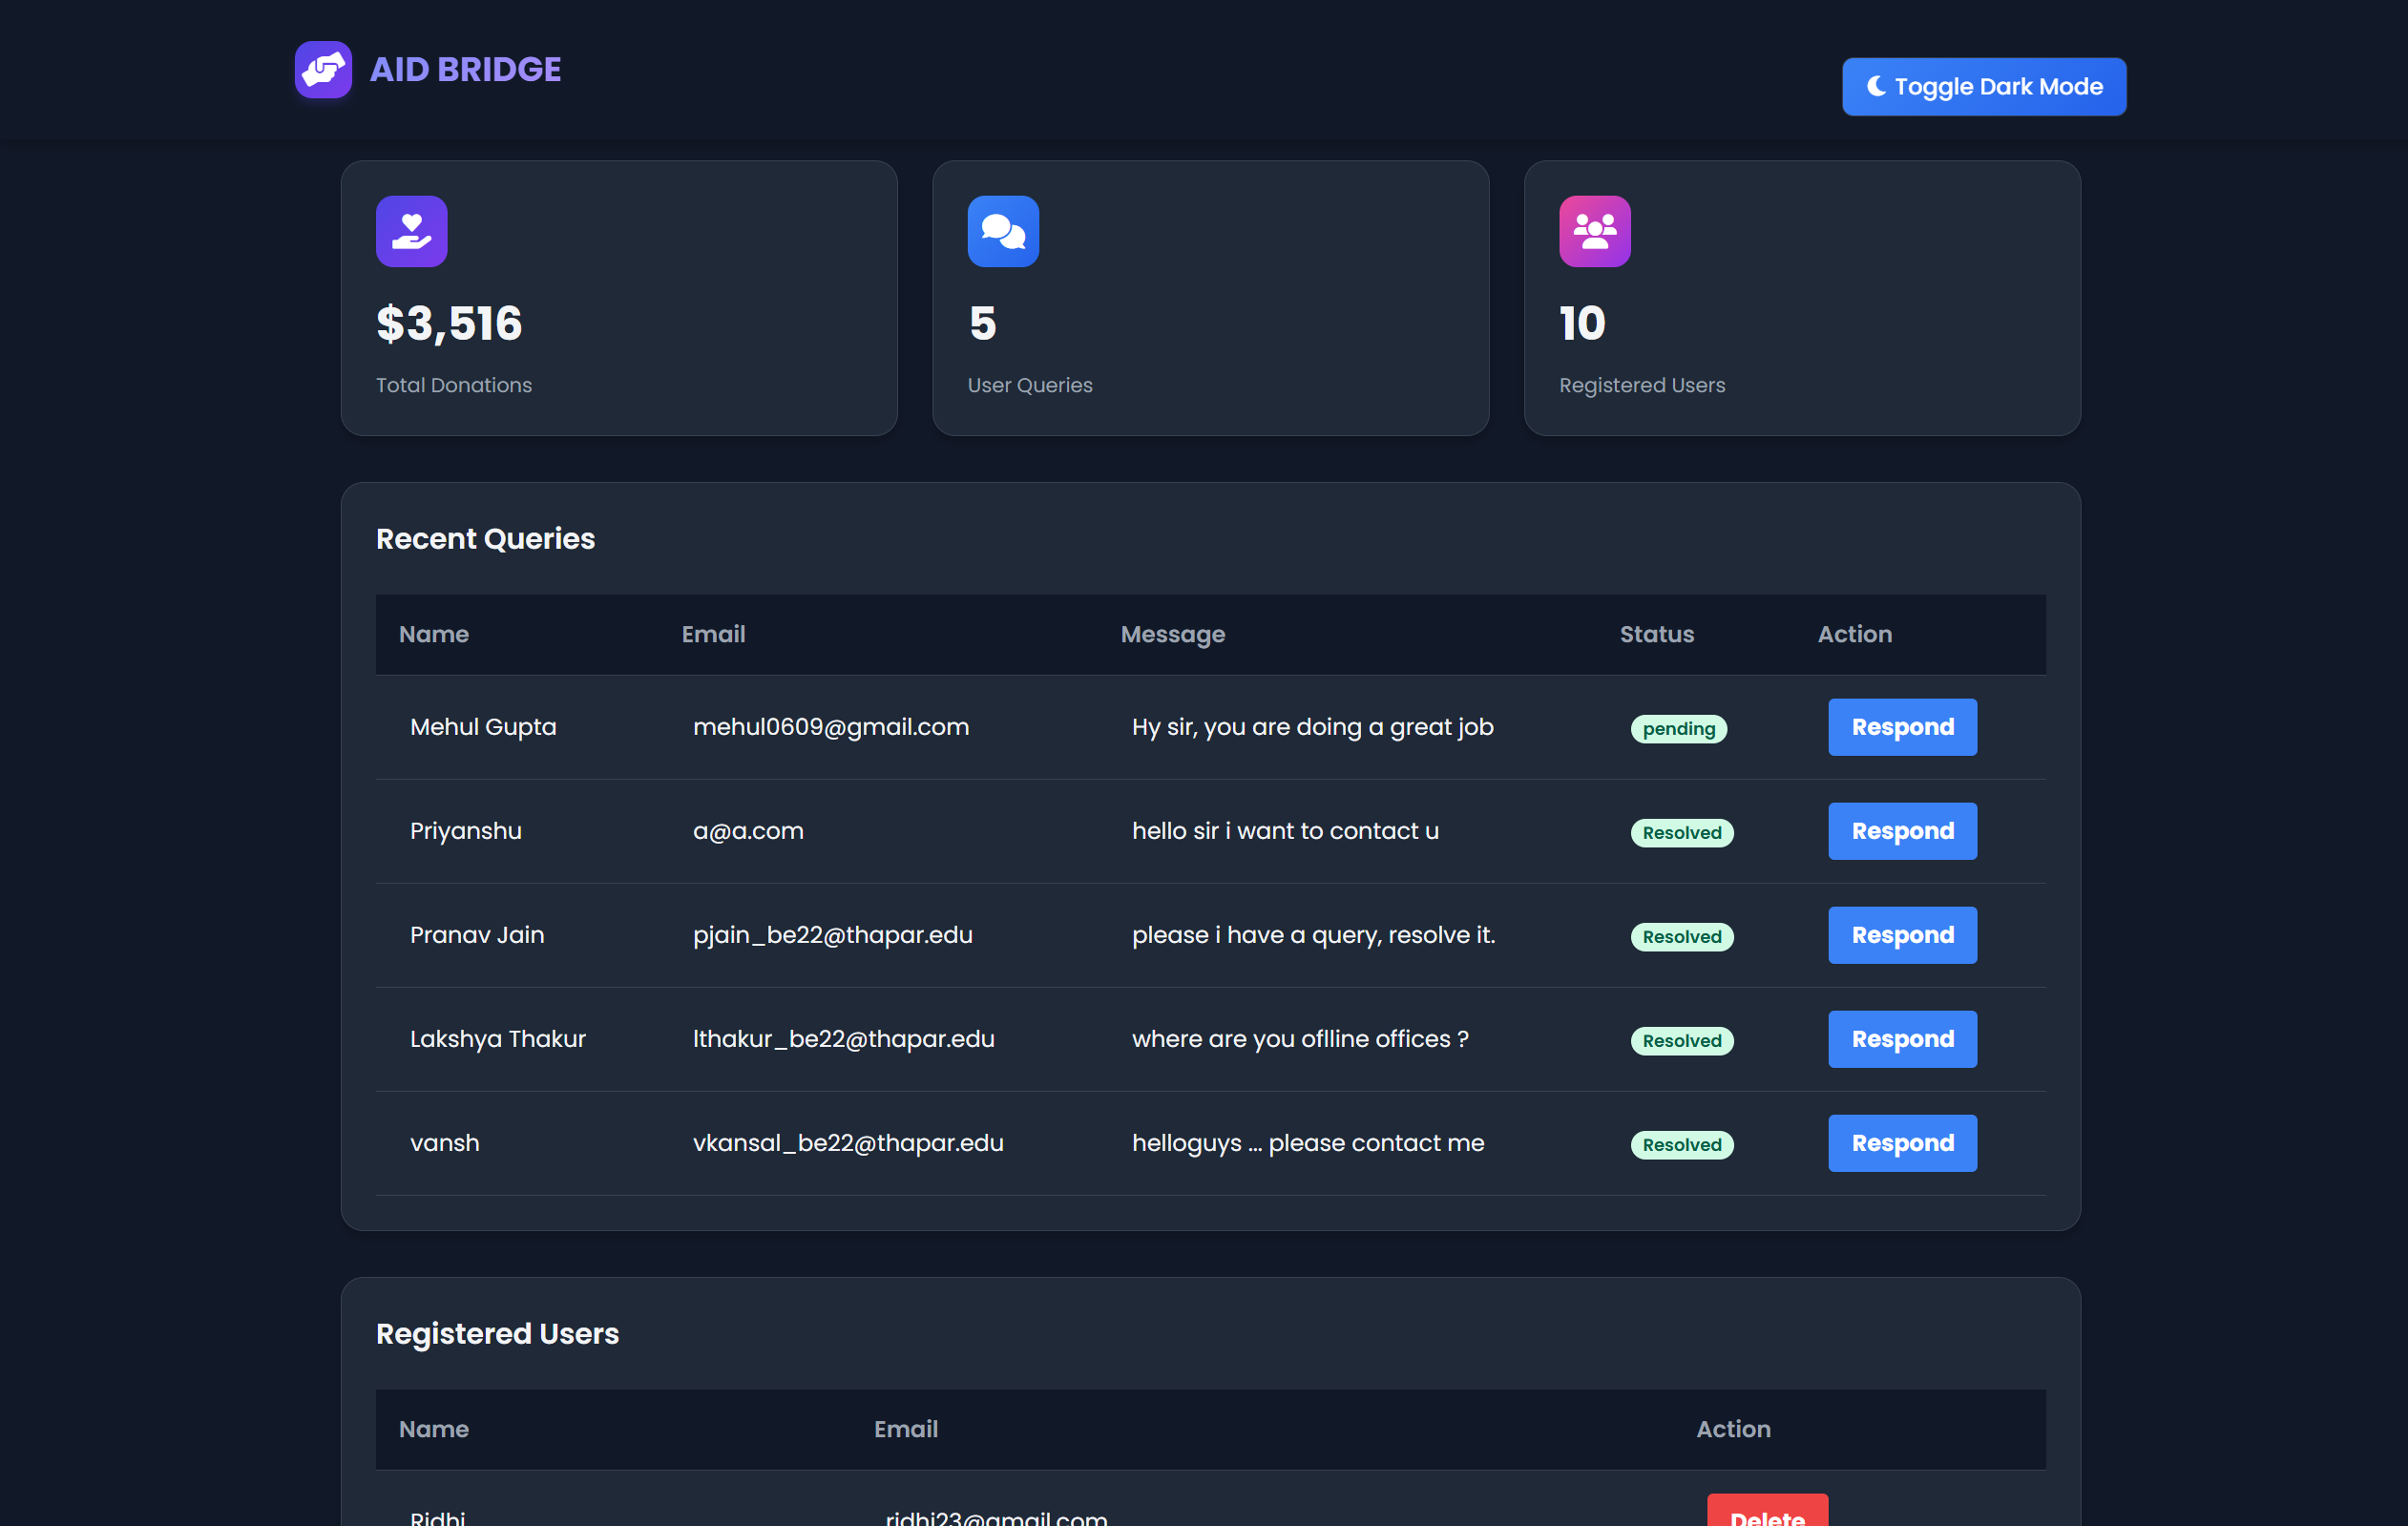 AID BRIDGE
Toggle Dark Mode
$3,516
Total Donations
5
User Queries
10
Registered Users
Recent Queries
Name Email Message Status Action
Mehul Gupta mehul0609@gmail.com Hy sir, you are doing a great job pending Respond
Priyanshu a@a.com hello sir i want to contact u Resolved Respond
Pranav Jain pjain_be22@thapar.edu please i have a query, resolve it. Resolved Respond
Lakshya Thakur lthakur_be22@thapar.edu where are you oflline offices ? Resolved Respond
vansh vkansal_be22@thapar.edu helloguys ... please contact me Resolved Respond
Registered Users
Name Email Action
Ridhi ridhi23@gmail.com Delete